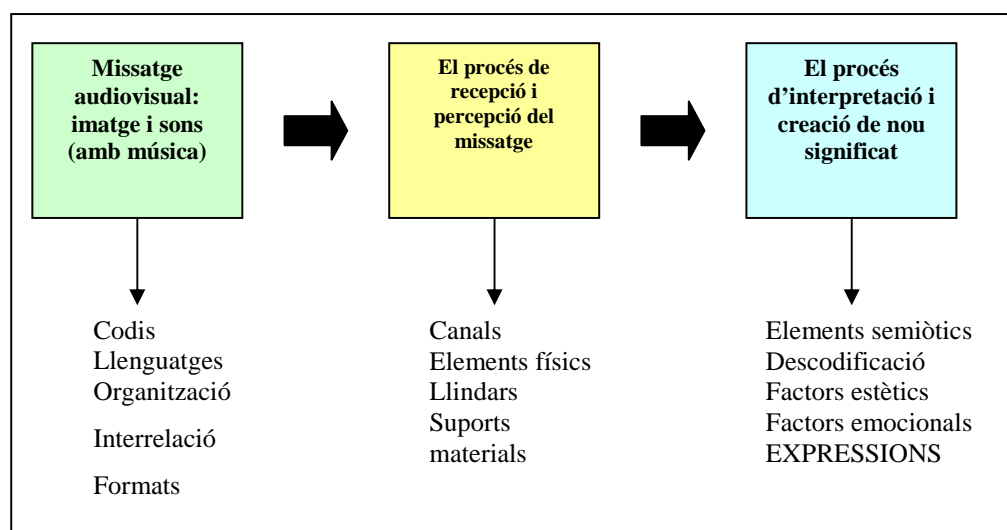 Missatge
audiovisual:
imatge i sons
(amb música)
El procés de
recepció i
percepció del
missatge
El procés
d’interpretació i
creació de nou
significat
Codis
Llenguatges
Organització
Interrelació
Formats
Canals
Elements físics
Llindars
Suports
materials
Elements semiòtics
Descodificació
Factors estètics
Factors emocionals
EXPRESSIONS